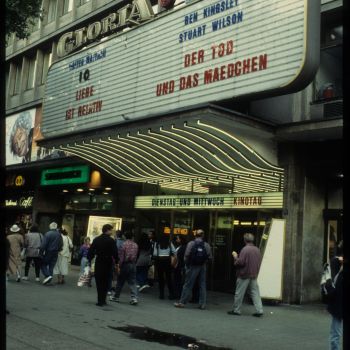 GLORIA
10
LIEBE
IST RELATIV
BEN KINGSLEY
STUART WILSON
DER TOD
UND DAS MAEDCHEN
DIENSTAG UND MITTWOCH KINOTAG